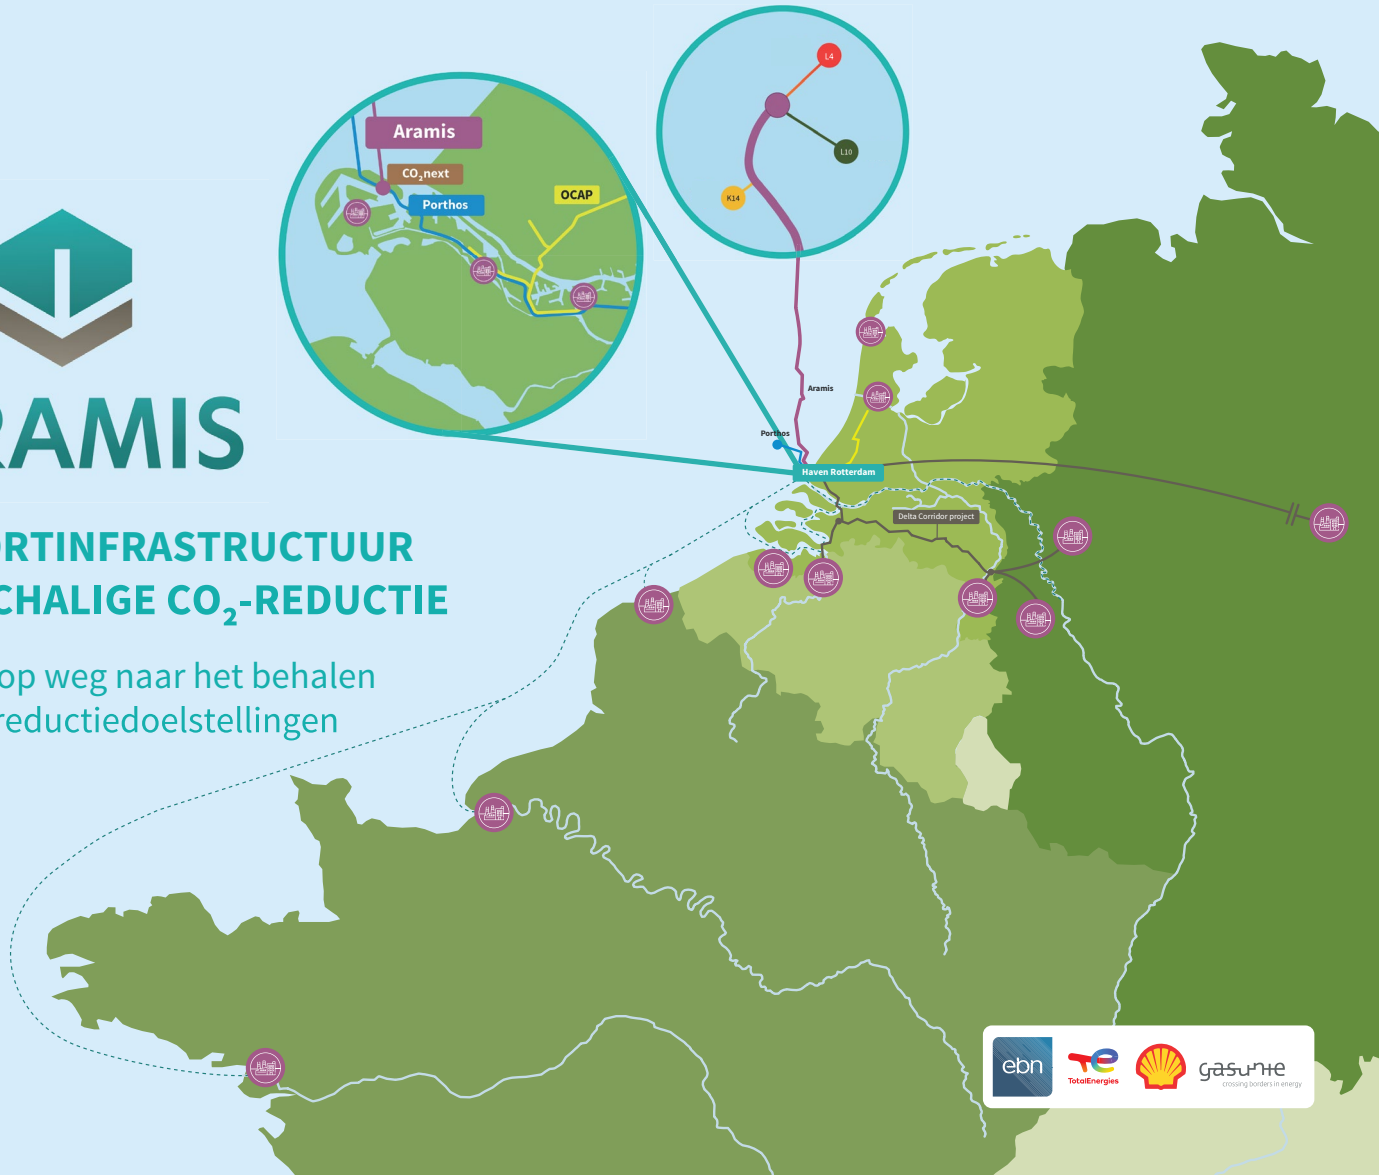 L4
L10
K14
Aramis
CO2next
Porthos
OCAP
RAMIS
Aramis
Porthos
Haven Rotterdam
Delta Corridor project
ORTINFRASTRUCTUUR
CHALIGE CO₂-REDUCTIE
op weg naar het behalen
reductiedoelstellingen
ebn
TotalEnergies
gasunie
crossing borders in energy